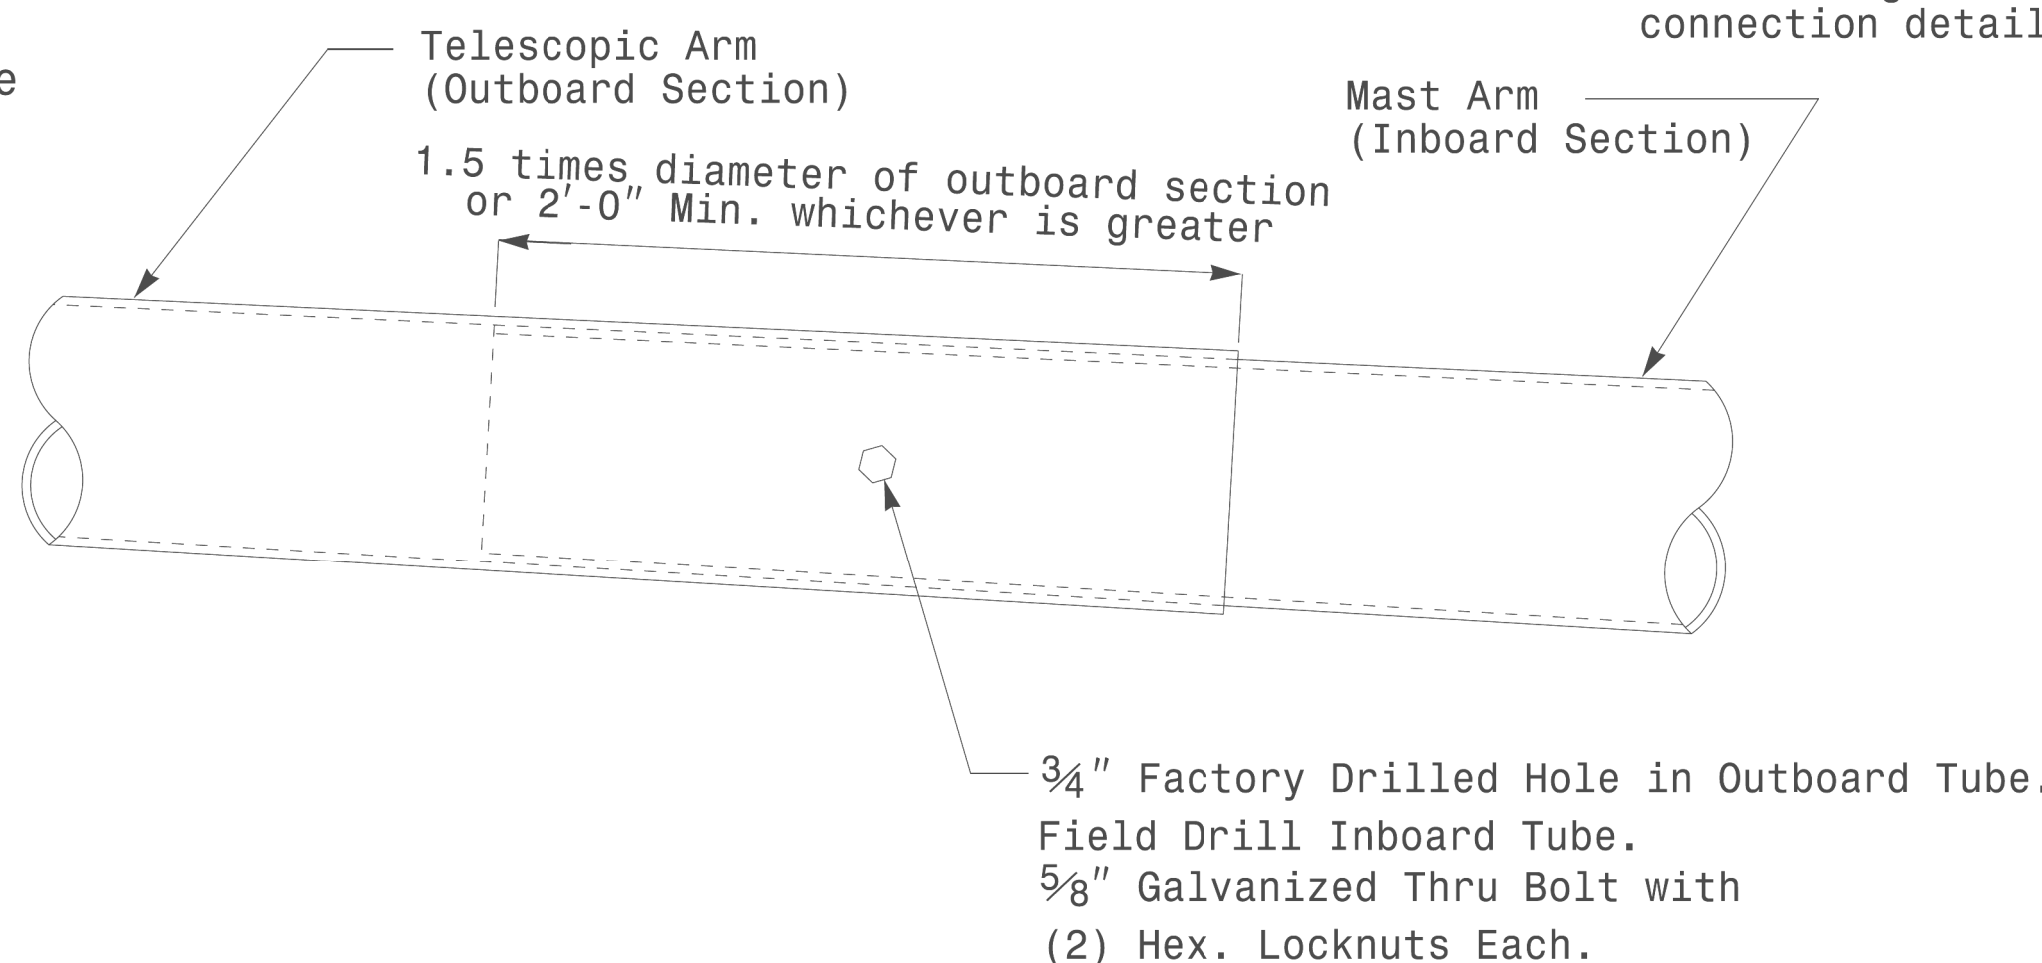 connection detail
Telescopic Arm
(Outboard Section)
Mast Arm
(Inboard Section)
1.5 times diameter of outboard section
or 2'-0" Min. whichever is greater
3/4" Factory Drilled Hole in Outboard Tube.
Field Drill Inboard Tube.
5/8" Galvanized Thru Bolt with
(2) Hex. Locknuts Each.